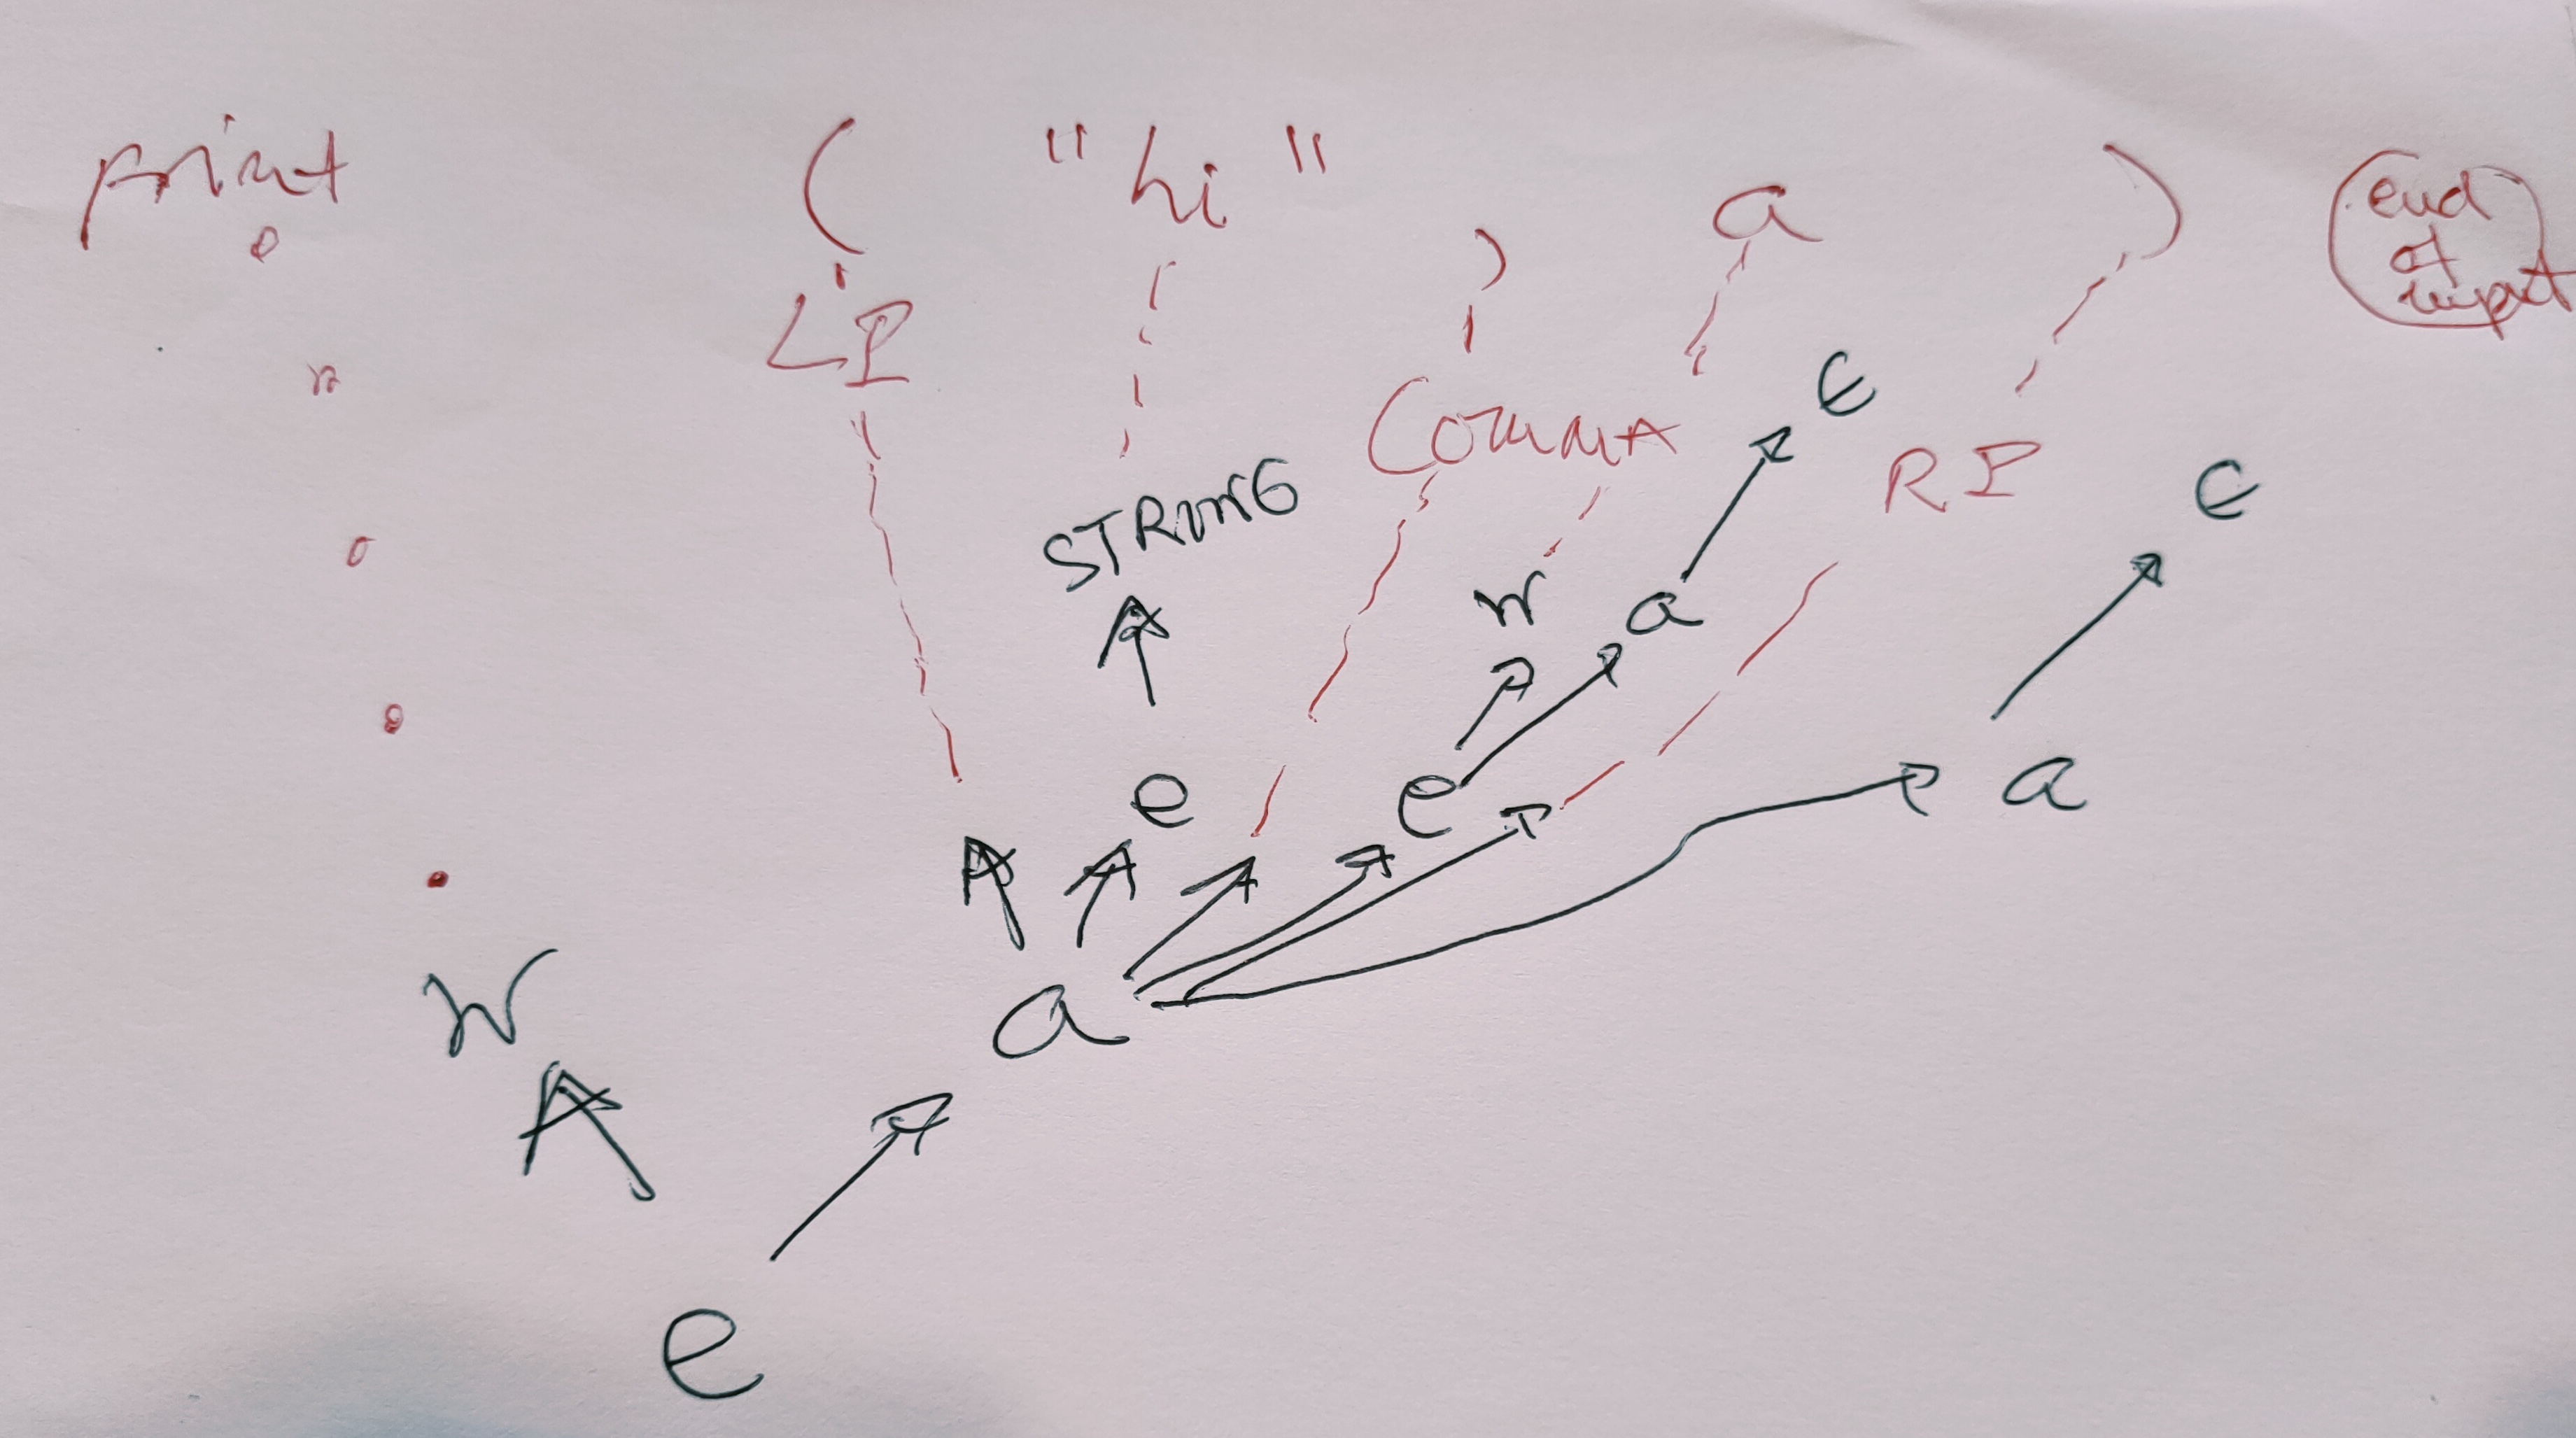 print ( "hi" , a ) end
of
input
LP
E
COMMA
RP
E
STRING
W
a
e e a
W a
e